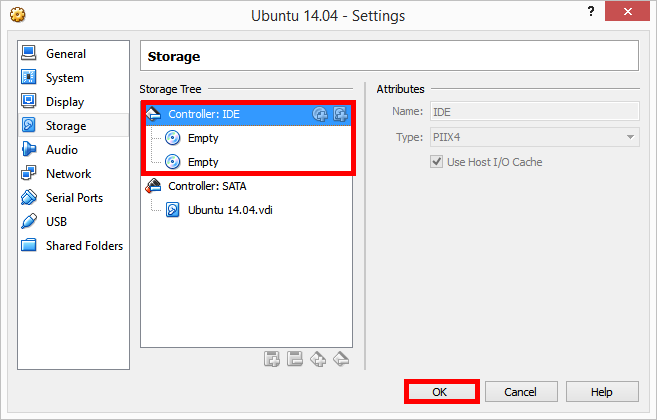 Ubuntu 14.04 - Settings
?
General
System
Display
Storage
Audio
Network
Serial Ports
USB
Shared Folders
Storage
Storage Tree
Controller: IDE
Empty
Empty
Controller: SATA
Ubuntu 14.04.vdi
Attributes
Name: IDE
Type: PIIX4
Use Host I/O Cache
OK
Cancel
Help